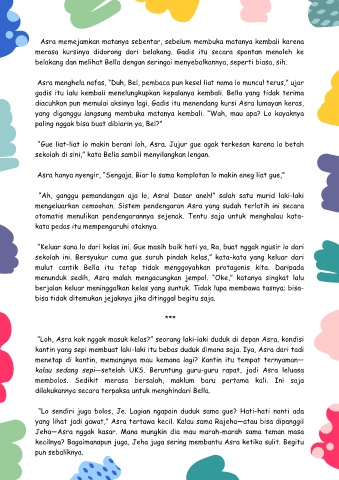 Asra memejamkan matanya sebentar, sebelum membuka matanya kembali karena
merasa kursinya didorong dari belakang. Gadis itu secara spontan menoleh ke
belakang dan melihat Bella dengan seringai menyebalkannya, seperti biasa, sih.
Asra menghela nafas, "Duh, Bel, pembaca pun kesel liat nama lo muncul terus," ujar
gadis itu lalu kembali menelungkupkan kepalanya kembali. Bella yang tidak terima
diacuhkan pun memulai aksinya lagi. Gadis itu menendang kursi Asra lumayan keras,
yang diganggu langsung membuka matanya kembali. "Wah, mau apa? Lo kayaknya
paling nggak bisa buat dibiarin ya, Bel?"
"Gue liat-liat lo makin berani loh, Asra. Jujur gue agak terkesan karena lo betah
sekolah di sini," kata Bella sambil menyilangkan lengan.
Asra hanya nyengir, "Sengaja. Biar lo sama komplotan lo makin eneg liat gue,"
"Ah, ganggu pemandangan aja lo, Asra! Dasar aneh!" salah satu murid laki-laki
mengeluarkan cemoohan. Sistem pendengaran Asra yang sudah terlatih ini secara
otomatis menulikan pendengarannya sejenak. Tentu saja untuk menghalau kata-
kata pedas itu mempengaruhi otaknya.
"Keluar sana lo dari kelas ini. Gue masih baik hati ya, Ra, buat nggak ngusir lo dari
sekolah ini. Bersyukur cuma gue suruh pindah kelas," kata-kata yang keluar dari
mulut cantik Bella itu tetap tidak menggoyahkan protagonis kita. Daripada
menunduk sedih, Asra malah mengacungkan jempol. "Oke," katanya singkat lalu
berjalan keluar meninggalkan kelas yang suntuk. Tidak lupa membawa tasnya; bisa-
bisa tidak ditemukan jejaknya jika ditinggal begitu saja.
***
"Loh, Asra kok nggak masuk kelas?" seorang laki-laki duduk di depan Asra, kondisi
kantin yang sepi membuat laki-laki itu bebas duduk dimana saja. Iya, Asra dari tadi
menetap di kantin, memangnya mau kemana lagi? Kantin itu tempat ternyaman—
kalau sedang sepi—setelah UKS. Beruntung guru-guru rapat, jadi Asra leluasa
membolos. Sedikit merasa bersalah, maklum baru pertama kali. Ini saja
dilakukannya secara terpaksa untuk menghindari Bella.
"Lo sendiri juga bolos, Je. Lagian ngapain duduk sama gue? Hati-hati nanti ada
yang lihat jadi gawat," Asra tertawa kecil. Kalau sama Rajeha—atau bisa dipanggil
Jeha—Asra nggak kasar. Mana mungkin dia mau marah-marah sama teman masa
kecilnya? Bagaimanapun juga, Jeha juga sering membantu Asra ketika sulit. Begitu
pun sebaliknya.